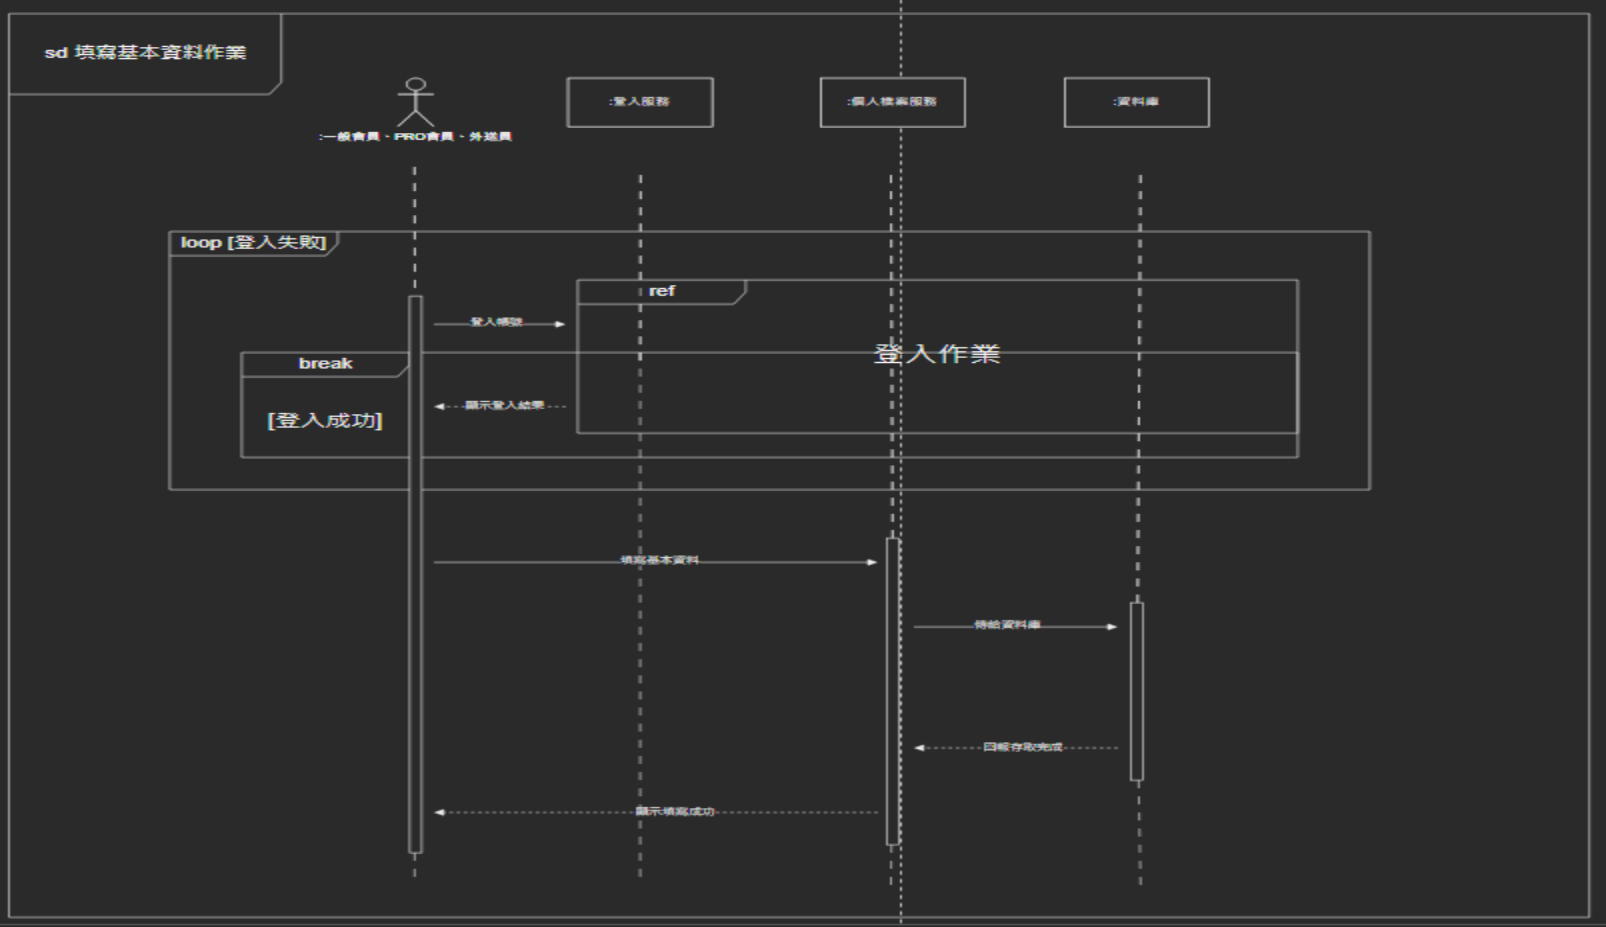 sd 填寫基本資料作業
:一般會員、PRO會員、外送員
:登入服務
:個人檔案服務
:資料庫
loop [登入失敗]
ref
登入帳號
登入作業
break
顯示登入結果
[登入成功]
填寫基本資料
傳給資料庫
回報存取完成
顯示填寫成功